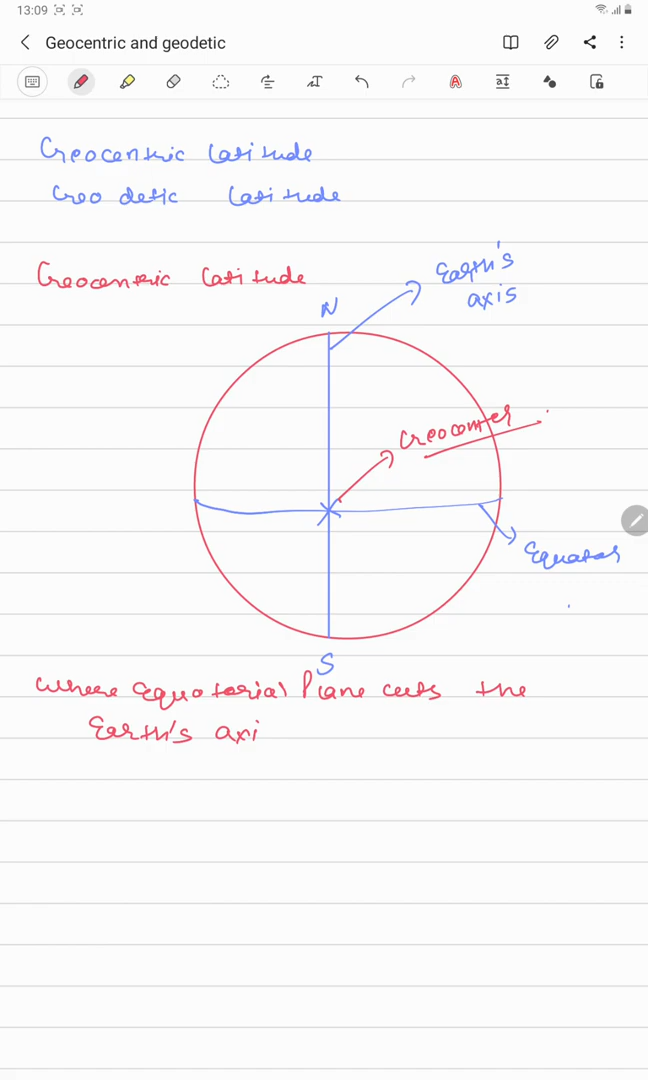 13:09
Geocentric and geodetic
Geocentric latitude
Geodetic latitude
Geocentric latitude
Earth's
axis
N
Geocenter
Equator
S
Where equatorial Plane cuts the
Earth's axi